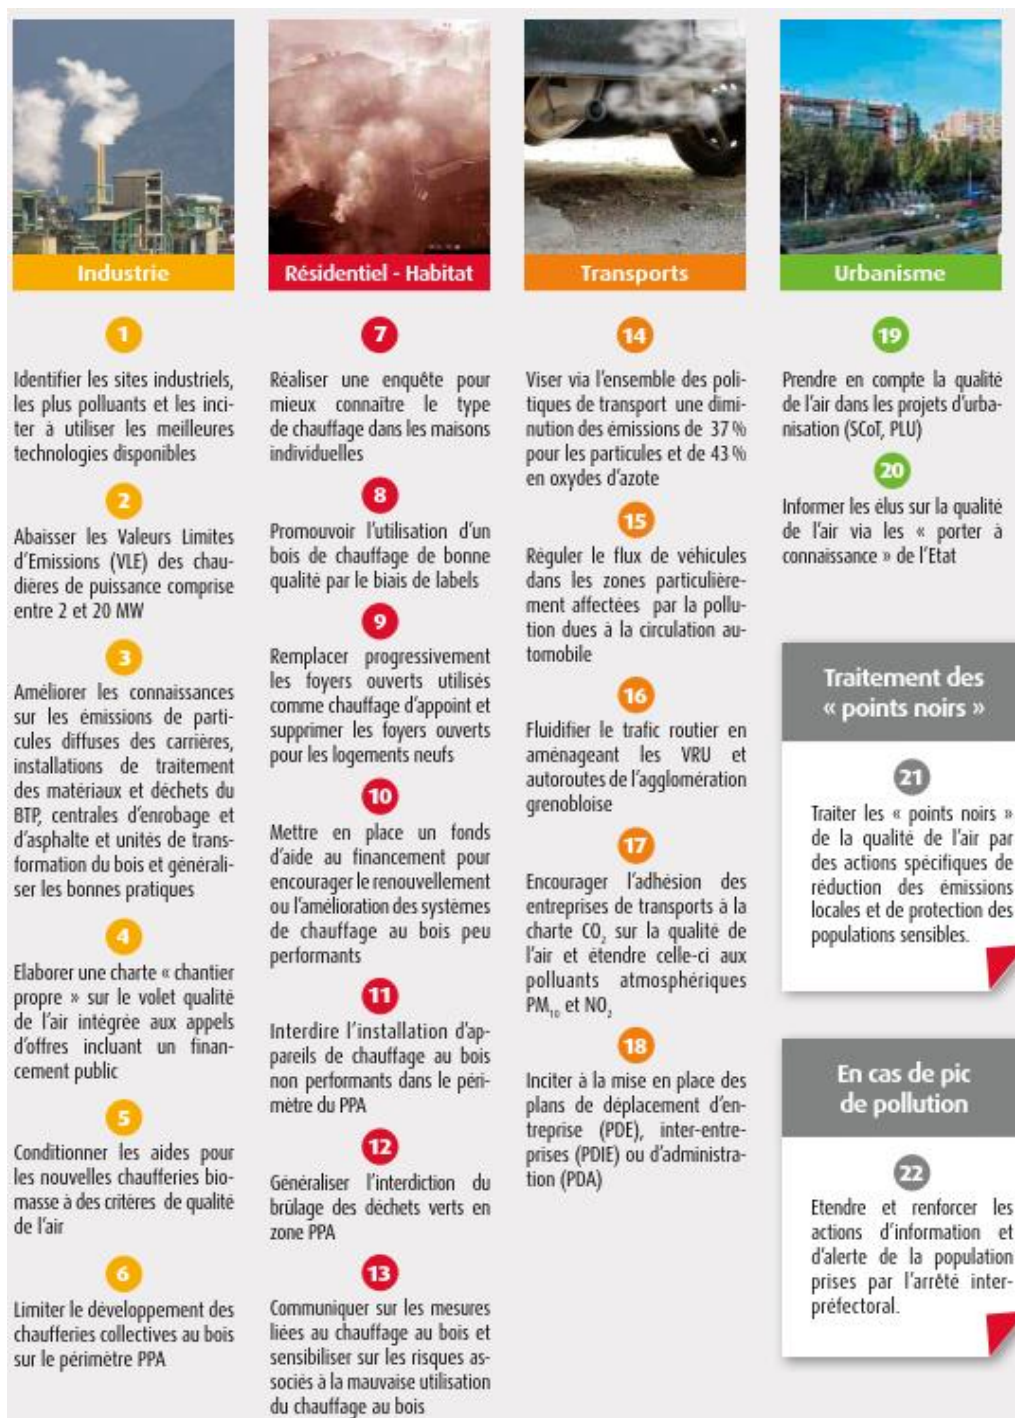 Industrie
1
Identifier les sites industriels,
les plus polluants et les inci-
ter à utiliser les meilleures
technologies disponibles
2
Abaisser les Valeurs Limites
d'Emissions (VLE) des chau-
dières de puissance comprise
entre 2 et 20 MW
3
Améliorer les connaissances
sur les émissions de parti-
cules diffuses des carrières,
installations de traitement
des matériaux et déchets du
BTP, centrales d'enrobage et
d'asphalte et unités de trans-
formation du bois et générali-
ser les bonnes pratiques
4
Elaborer une charte « chantier
propre » sur le volet qualité
de l'air intégrée aux appels
d'offres incluant un finan-
cement public
5
Conditionner les aides pour
les nouvelles chaufferies bio-
masse à des critères de qualité
de l'air
6
Limiter le développement des
chaufferies collectives au bois
sur le périmètre PPA
Résidentiel - Habitat
7
Réaliser une enquête pour
mieux connaître le type
de chauffage dans les maisons
individuelles
8
Promouvoir l'utilisation d'un
bois de chauffage de bonne
qualité par le biais de labels
9
Remplacer progressivement
les foyers ouverts utilisés
comme chauffage d'appoint et
supprimer les foyers ouverts
pour les logements neufs
10
Mettre en place un fonds
d'aide au financement pour
encourager le renouvellement
ou l'amélioration des systèmes
de chauffage au bois peu
performants
11
Interdire l'installation d'ap-
pareils de chauffage au bois
non performants dans le péri-
mètre du PPA
12
Généraliser l'interdiction du
brûlage des déchets verts en
zone PPA
13
Communiquer sur les mesures
liées au chauffage au bois et
sensibiliser sur les risques as-
sociés à la mauvaise utilisation
du chauffage au bois
Transports
14
Viser via l'ensemble des poli-
tiques de transport une dimi-
nution des émissions de 37 %
pour les particules et de 43 %
en oxydes d'azote
15
Réguler le flux de véhicules
dans les zones particulière-
ment affectées par la pollu-
tion dues à la circulation au-
tomobile
16
Fluidifier le trafic routier en
aménageant les VRU et
autoroutes de l'agglomération
grenobloise
17
Encourager l'adhésion des
entreprises de transports à la
charte CO₂ sur la qualité de
l'air et étendre celle-ci aux
polluants atmosphériques
PM₁₀ et NO₂
18
Inciter à la mise en place des
plans de déplacement d'en-
treprise (PDE), inter-entre-
prises (PDIE) ou d'administra-
tion (PDA)
Urbanisme
19
Prendre en compte la qualité
de l'air dans les projets d'urba-
nisation (SCoT, PLU)
20
Informer les élus sur la qualité
de l'air via les « porter à
connaissance » de l'Etat
Traitement des
« points noirs »
21
Traiter les « points noirs »
de la qualité de l'air par
des actions spécifiques de
réduction des émissions
locales et de protection des
populations sensibles.
En cas de pic
de pollution
22
Etendre et renforcer les
actions d'information et
d'alerte de la population
prises par l'arrêté inter-
préfectoral.